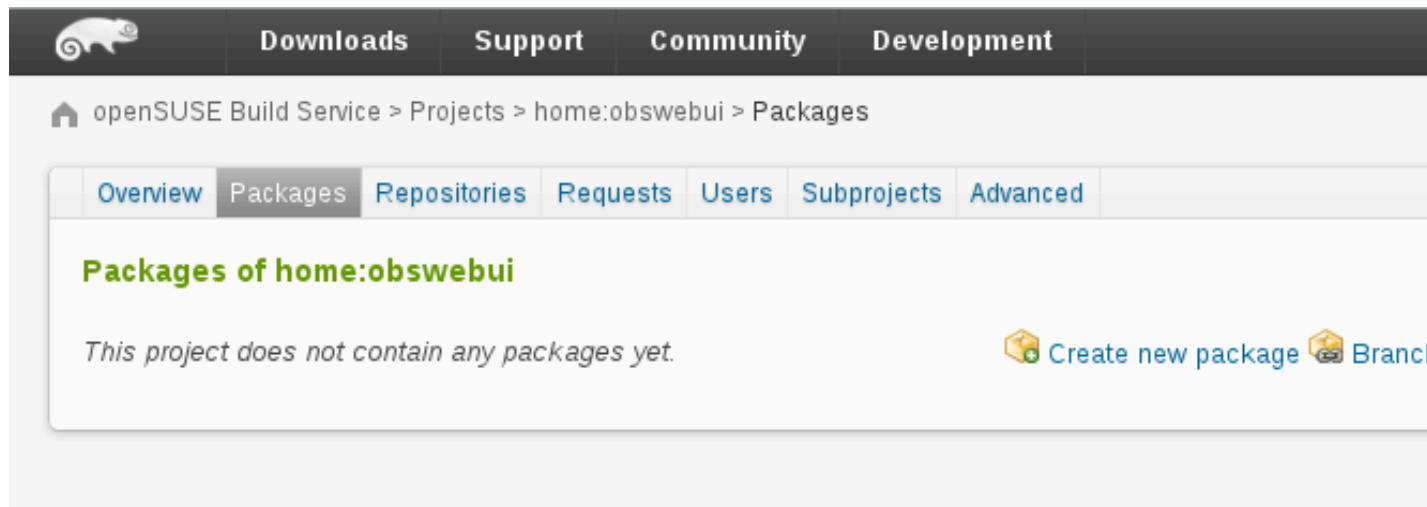 Downloads Support Community Development
openSUSE Build Service > Projects > home:obswebui > Packages
Overview Packages Repositories Requests Users Subprojects Advanced
Packages of home:obswebui
This project does not contain any packages yet. Create new package